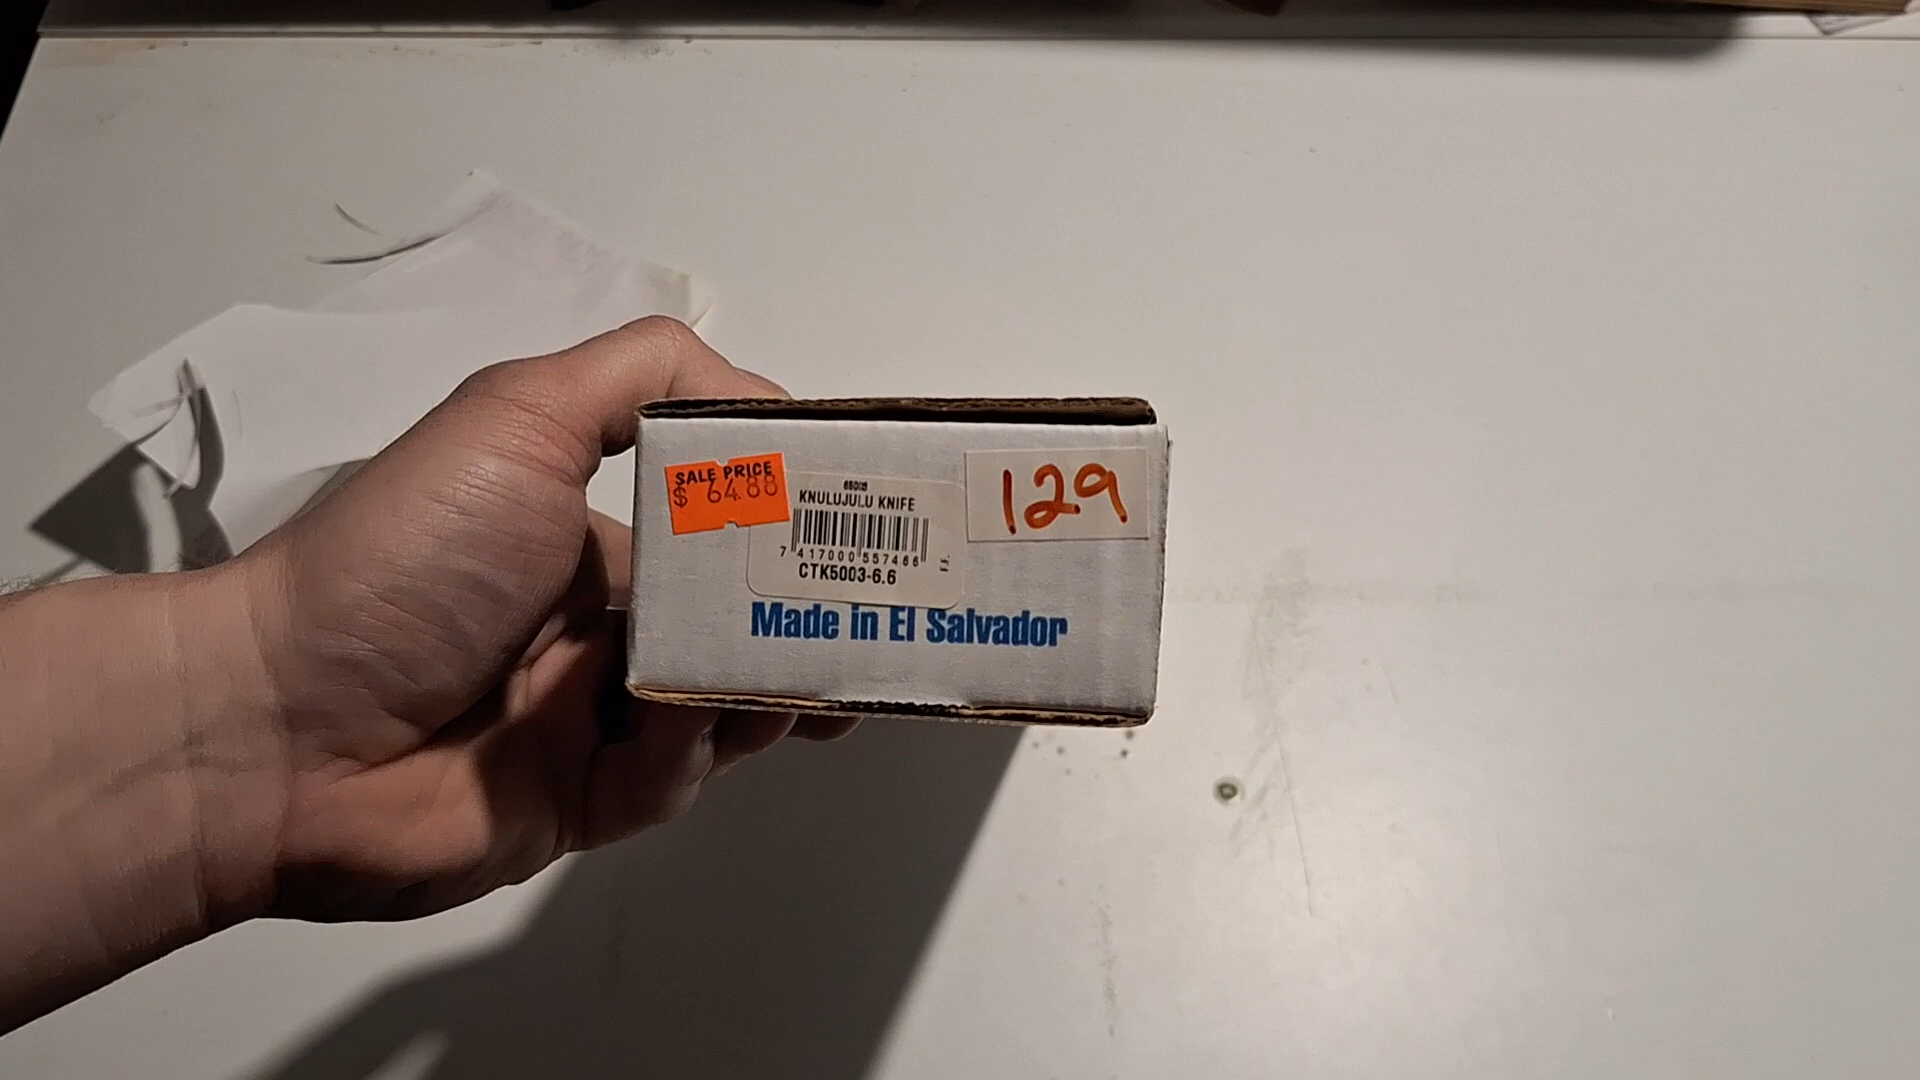 SALE PRICE
$ 64.88
KNULUJULU KNIFE
7 417000 557466
CTK5003-6.6
129
Made in El Salvador